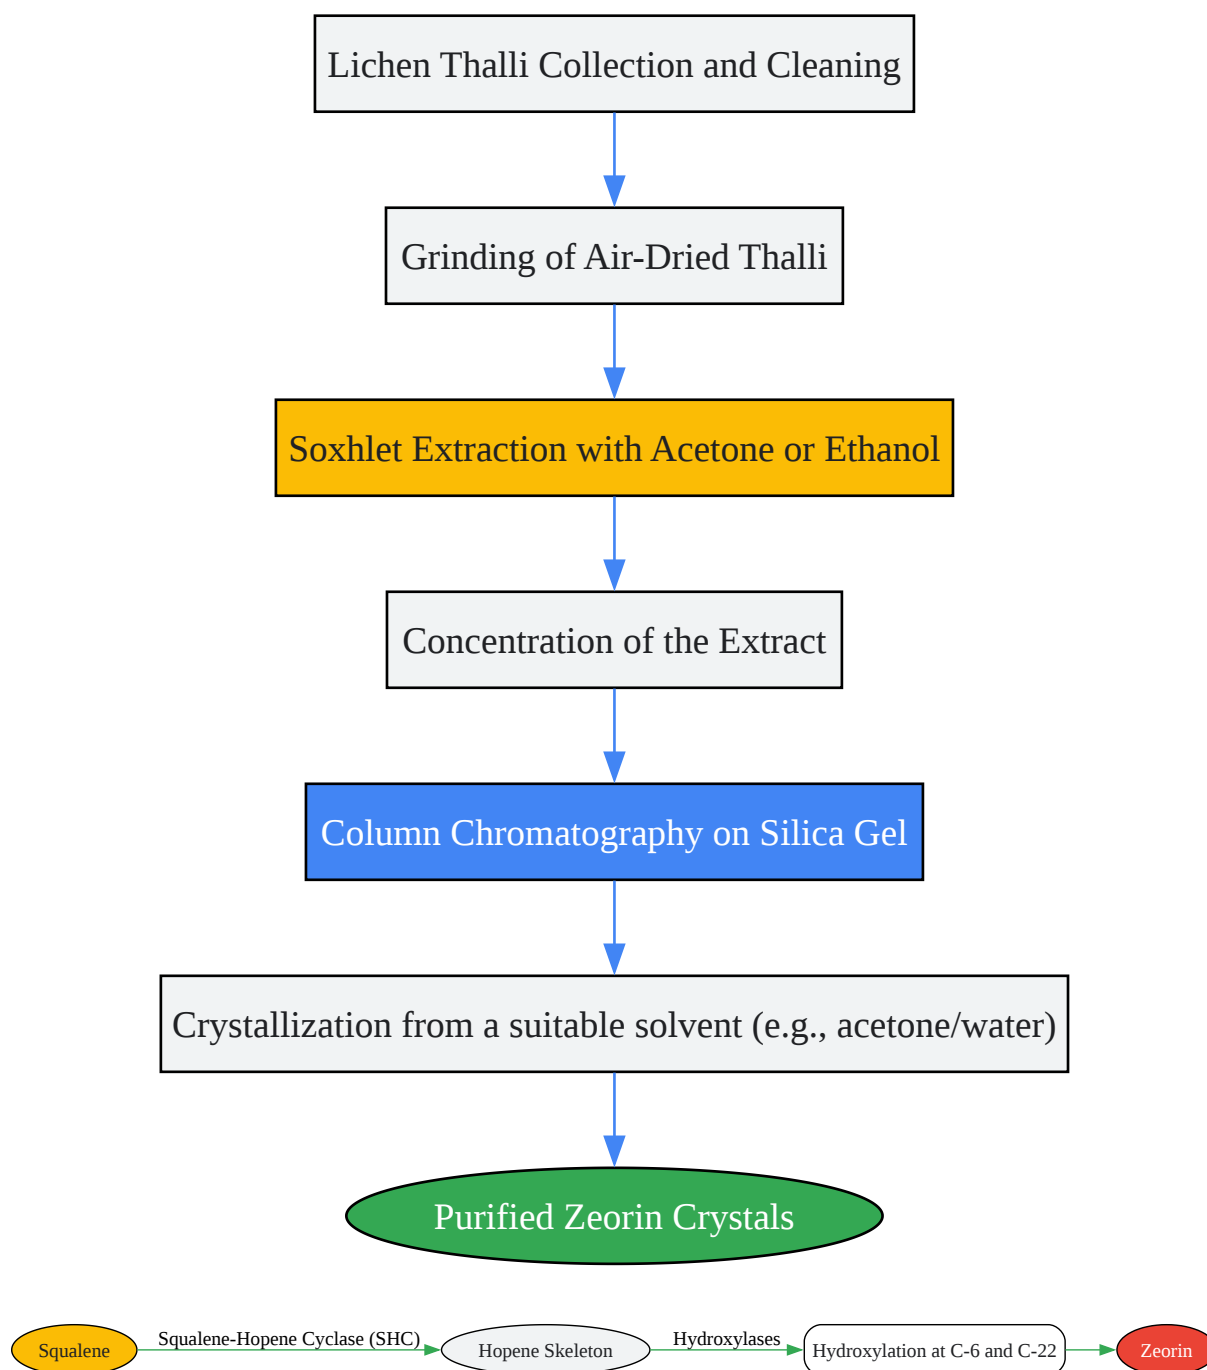 Lichen Thalli Collection and Cleaning
Grinding of Air-Dried Thalli
Soxhlet Extraction with Acetone or Ethanol
Concentration of the Extract
Column Chromatography on Silica Gel
Crystallization from a suitable solvent (e.g., acetone/water)
Purified Zeorin Crystals
Squalene
Squalene-Hopene Cyclase (SHC)
Hopene Skeleton
Hydroxylases
Hydroxylation at C-6 and C-22
Zeorin